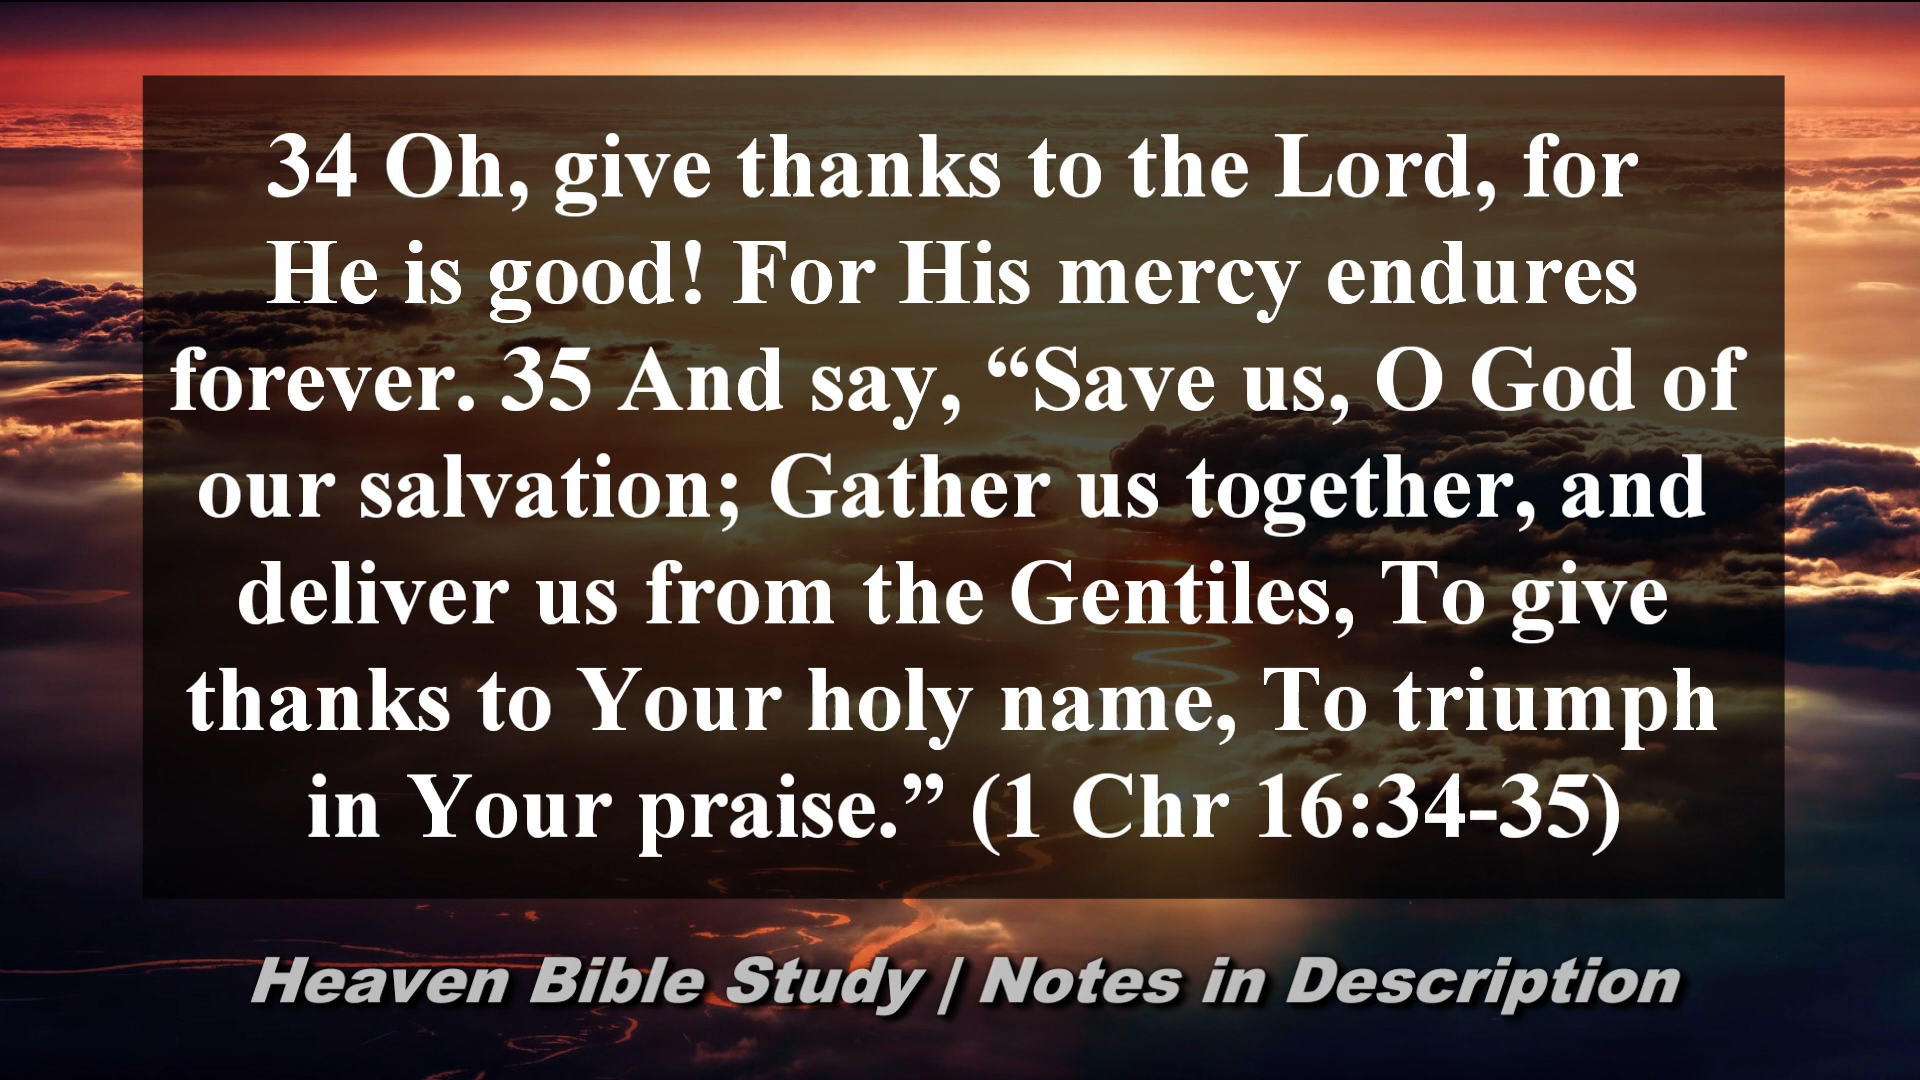 34 Oh, give thanks to the Lord, for
He is good! For His mercy endures
forever. 35 And say, “Save us, O God of
our salvation; Gather us together, and
deliver us from the Gentiles, To give
thanks to Your holy name, To triumph
in Your praise.” (1 Chr 16:34-35)
Heaven Bible Study | Notes in Description